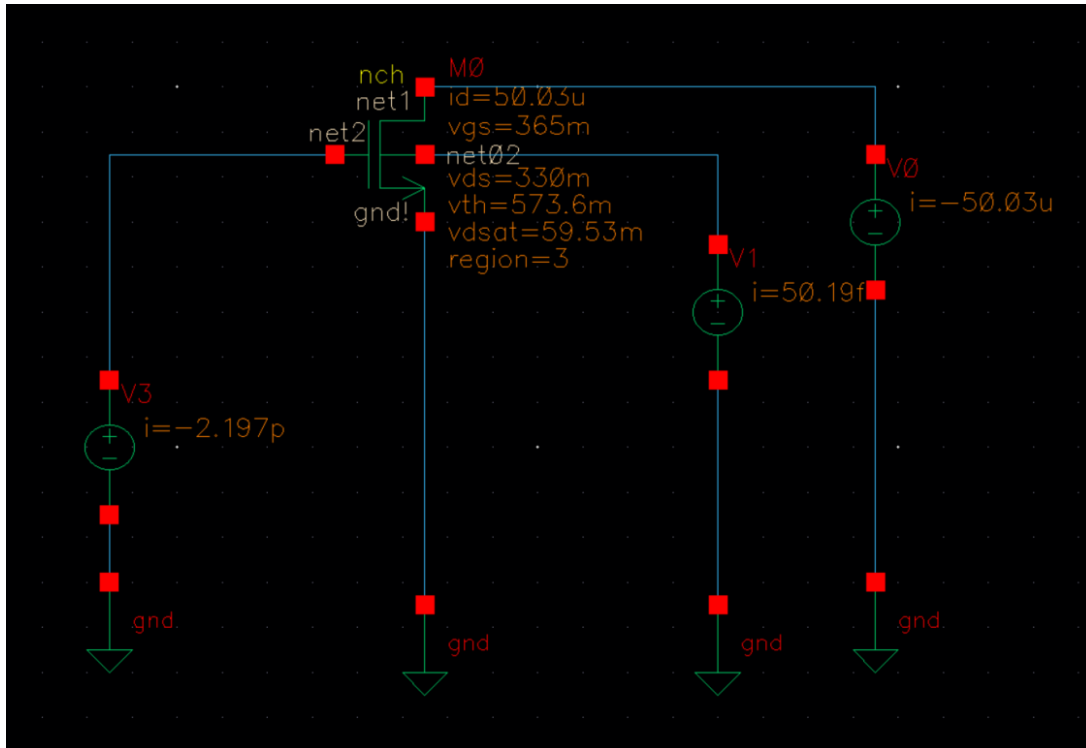 nch
M0
net1
id=50.03u
vgs=365m
net2
net02
V0
vds=330m
i=-50.03u
vth=573.6m
gnd!
vdsat=59.53m
region=3
V1
i=50.19f
V3
i=-2.197p
gnd
gnd
gnd
gnd